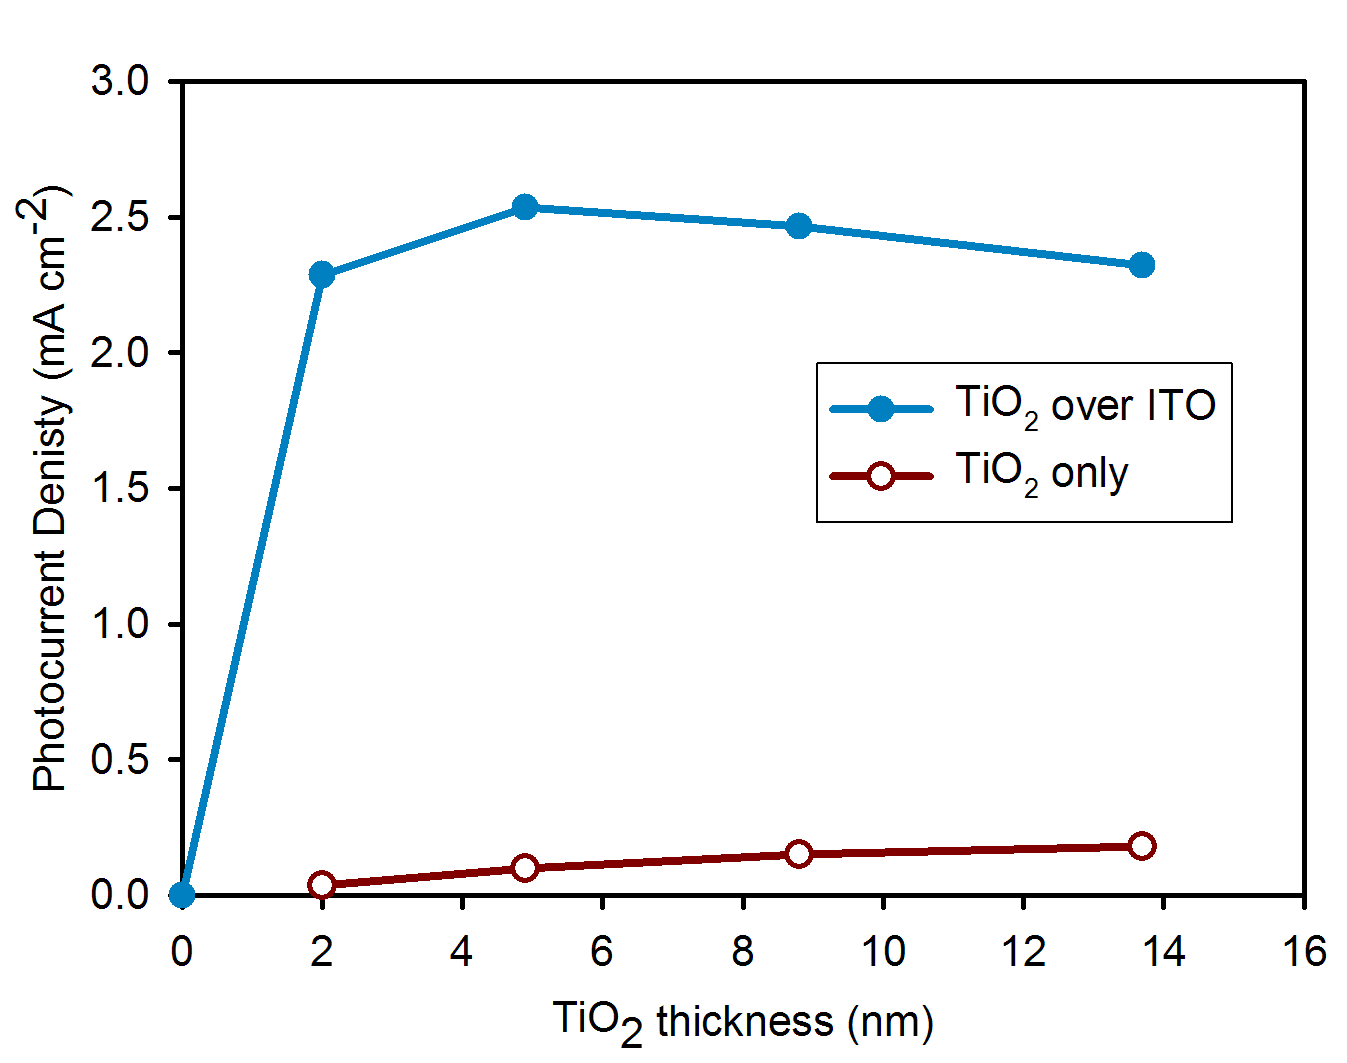 3.0
2.5
2.0
1.5
1.0
0.5
0.0
Photocurrent Denisty (mA cm-2)
TiO2 over ITO
TiO2 only
0 2 4 6 8 10 12 14 16
TiO2 thickness (nm)